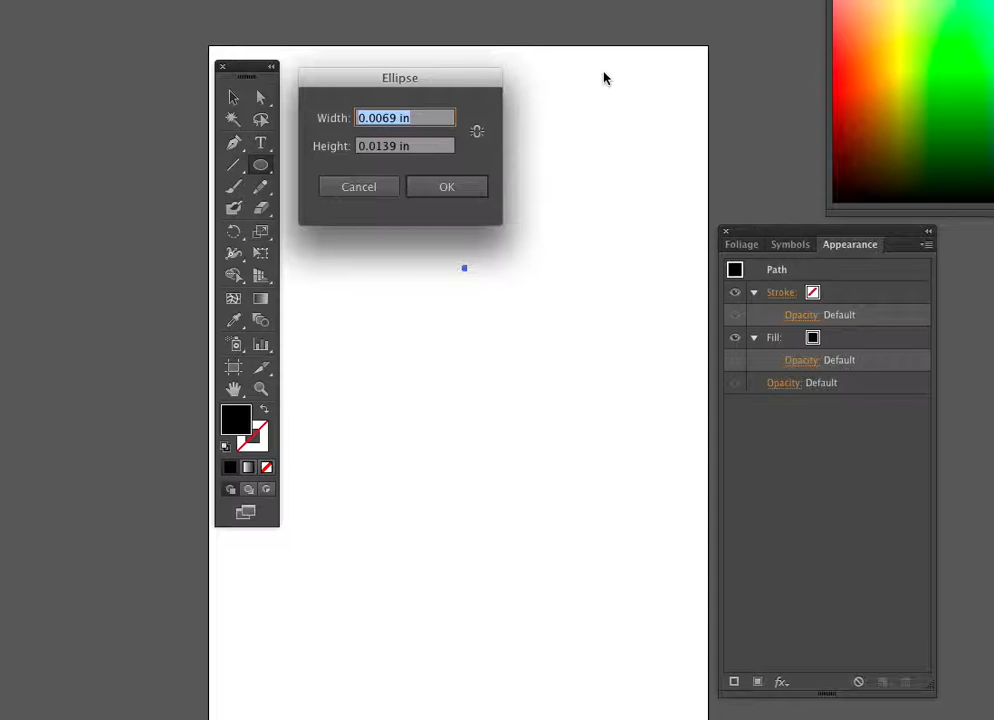 Ellipse
Width: 0.0069 in
Height: 0.0139 in
Cancel OK
Foliage Symbols Appearance
Path
Stroke:
Opacity: Default
Fill:
Opacity: Default
Opacity: Default
fx